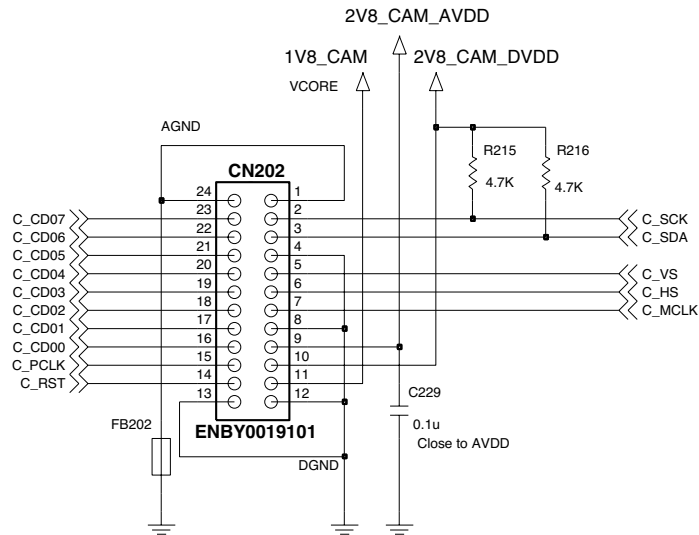 2V8_CAM_AVDD
1V8_CAM
2V8_CAM_DVDD
VCORE
AGND
CN202
R215
4.7K
R216
4.7K
24
1
C_CD07
23
2
C_SCK
C_CD06
22
3
C_SDA
C_CD05
21
4
C_CD04
20
5
C_VS
C_CD03
19
6
C_HS
C_CD02
18
7
C_MCLK
C_CD01
17
8
C_CD00
16
9
C_PCLK
15
10
C_RST
14
11
13
12
C229
0.1u
Close to AVDD
FB202
ENBY0019101
DGND